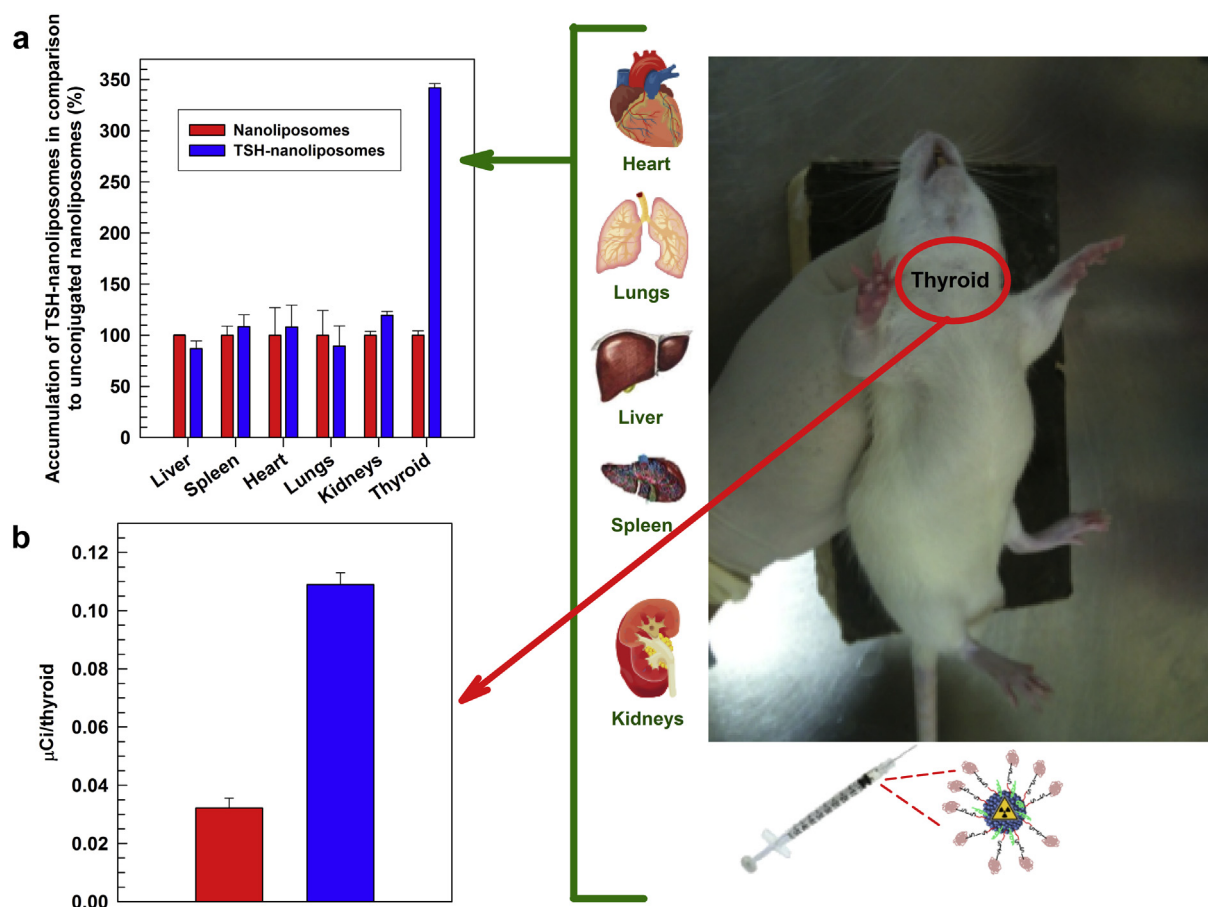 a
Accumulation of TSH-nanoliposomes in comparison
to unconjugated nanoliposomes (%)
350
300
250
200
150
100
50
0
Nanoliposomes
TSH-nanoliposomes
Liver
Spleen
Heart
Lungs
Kidneys
Thyroid
b
μCi/thyroid
0.12
0.10
0.08
0.06
0.04
0.02
0.00
Heart
Lungs
Liver
Spleen
Kidneys
Thyroid